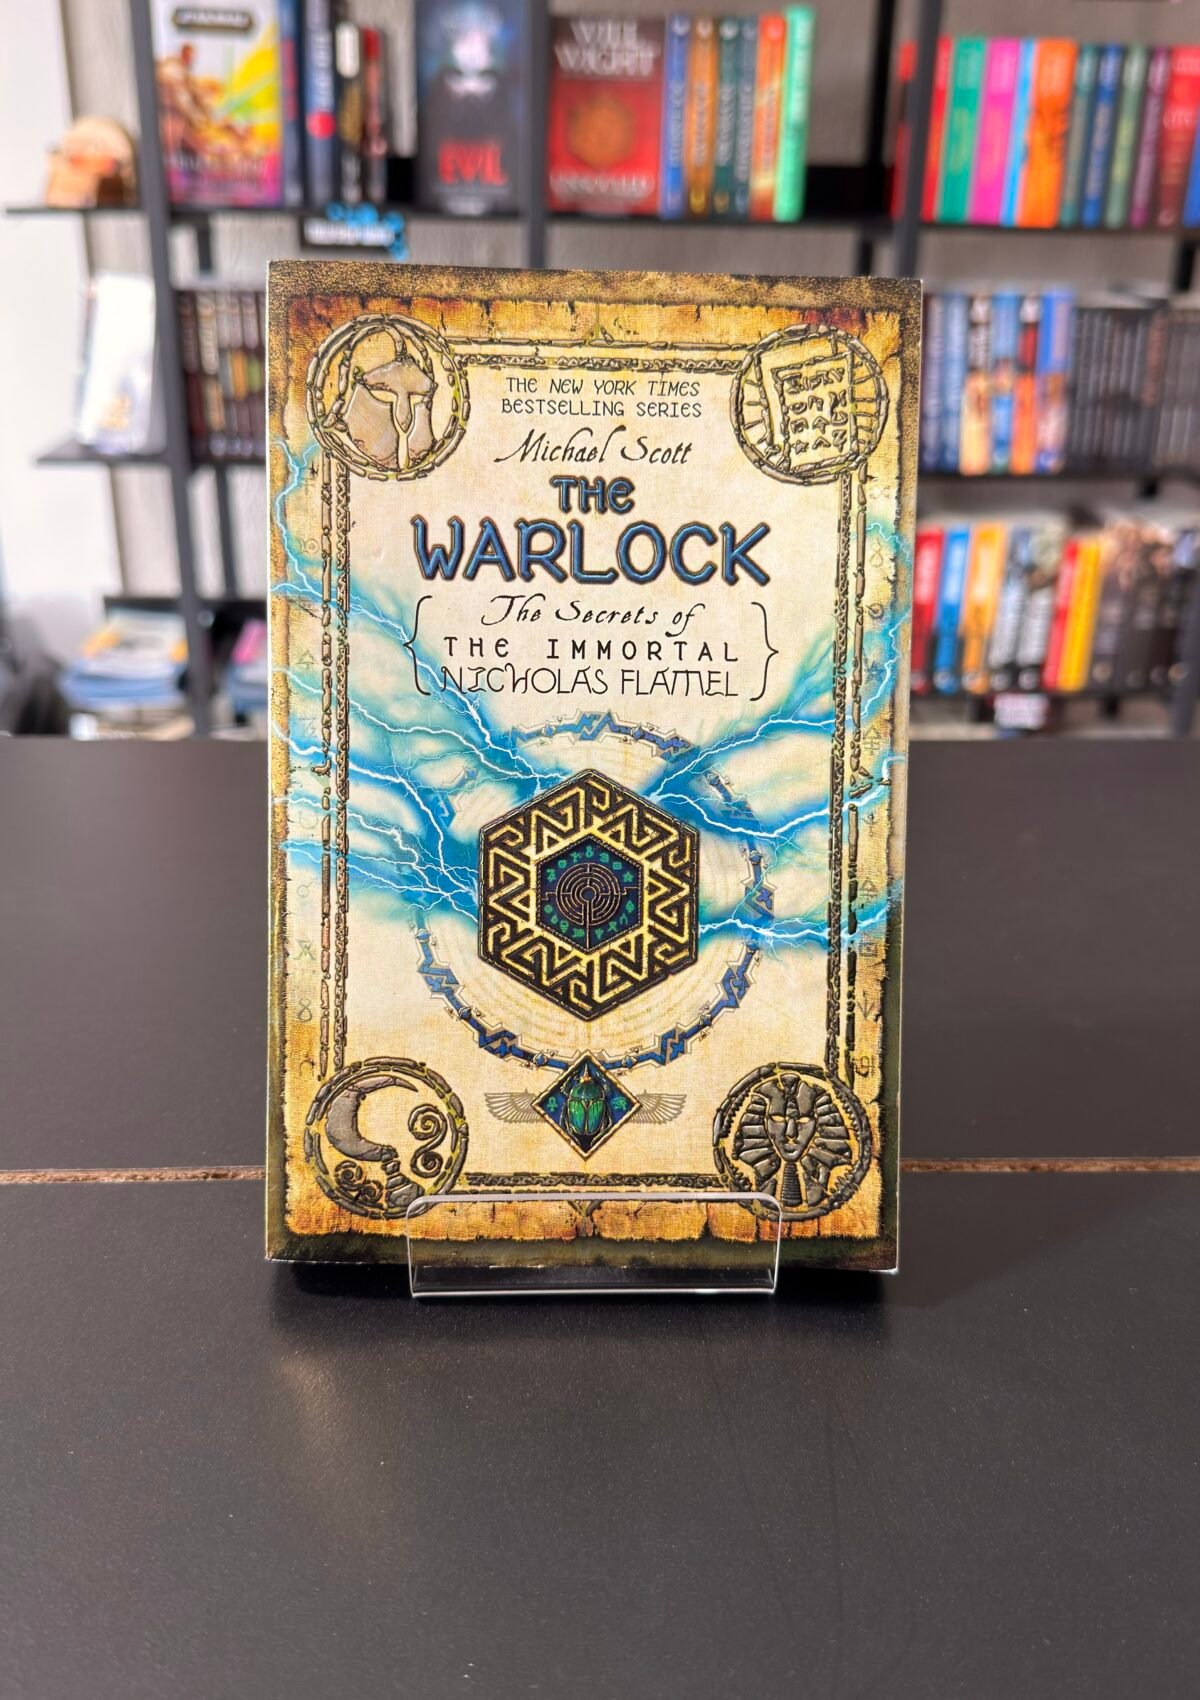 WILL
WIGHT
EVIL
THE NEW YORK TIMES
BESTSELLING SERIES
Michael Scott
THE
WARLOCK
The Secrets of
THE IMMORTAL
NICHOLAS FLAMEL